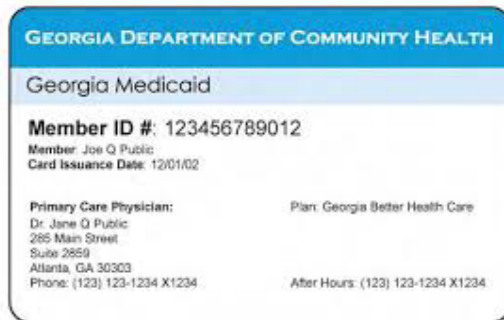 GEORGIA DEPARTMENT OF COMMUNITY HEALTH
Georgia Medicaid
Member ID #: 123456789012
Member: Joe Q Public
Card Issuance Date: 12/01/02
Primary Care Physician:
Dr. Jane Q Public
285 Main Street
Suite 2859
Atlanta, GA 30303
Phone: (123) 123-1234 X1234
Plan: Georgia Better Health Care
After Hours: (123) 123-1234 X1234